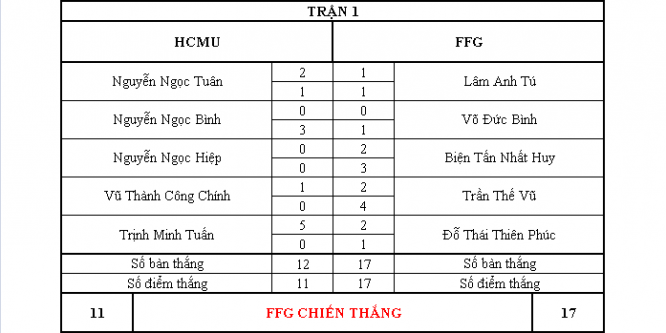 TRẬN 1
HCMU FFG
2 1
Nguyễn Ngọc Tuân Lâm Anh Tú
1 1
0 0
Nguyễn Ngọc Bình Võ Đức Bình
3 1
0 2
Nguyễn Ngọc Hiệp Biện Tấn Nhất Huy
0 3
1 2
Vũ Thành Công Chính Trần Thế Vũ
0 4
5 2
Trịnh Minh Tuấn Đỗ Thái Thiên Phúc
0 1
Số bàn thắng 12 17 Số bàn thắng
Số điểm thắng 11 17 Số điểm thắng
11 FFG CHIẾN THẮNG 17